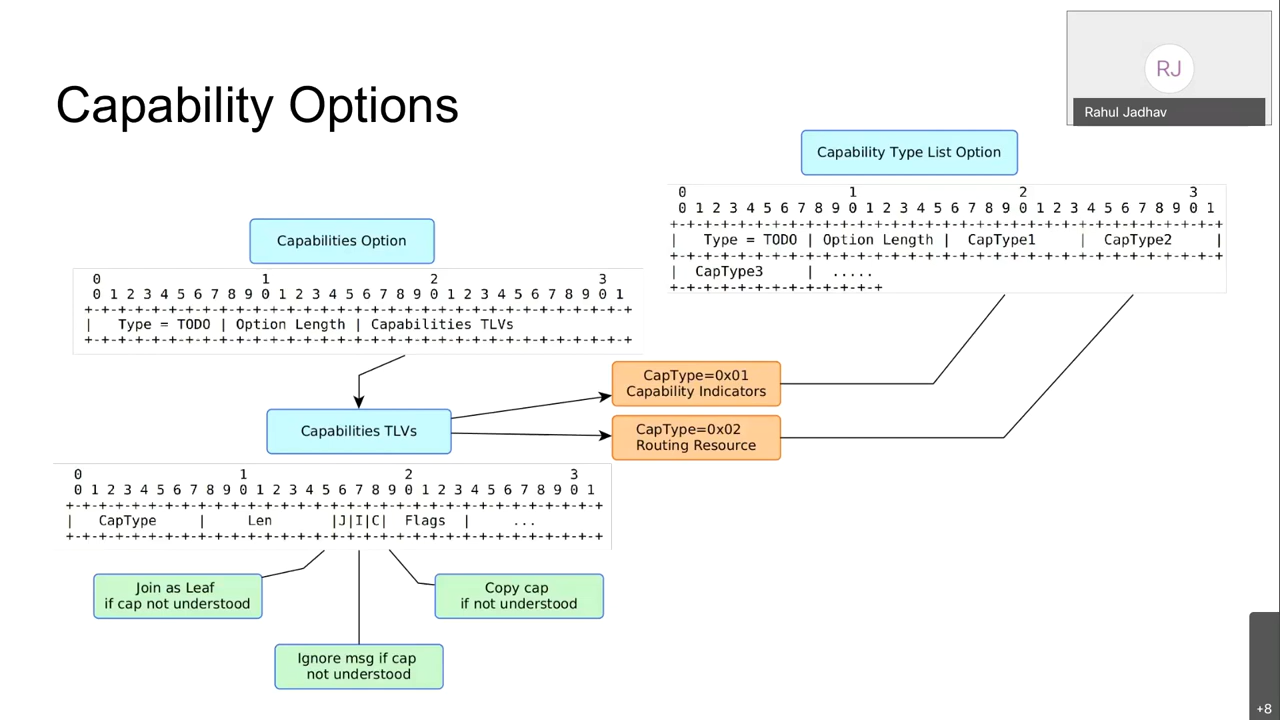 Capability Options
RJ
Rahul Jadhav
Capability Type List Option
0 1 2 3
0 1 2 3 4 5 6 7 8 9 0 1 2 3 4 5 6 7 8 9 0 1 2 3 4 5 6 7 8 9 0 1
+-+-+-+-+-+-+-+-+-+-+-+-+-+-+-+-+-+-+-+-+-+-+-+-+-+-+-+-+-+-+-+-+
| Type = TODO | Option Length | CapType1 | CapType2 |
+-+-+-+-+-+-+-+-+-+-+-+-+-+-+-+-+-+-+-+-+-+-+-+-+-+-+-+-+-+-+-+-+
| CapType3 | .....
+-+-+-+-+-+-+-+-+-+-+-+-+
Capabilities Option
0 1 2 3
0 1 2 3 4 5 6 7 8 9 0 1 2 3 4 5 6 7 8 9 0 1 2 3 4 5 6 7 8 9 0 1
+-+-+-+-+-+-+-+-+-+-+-+-+-+-+-+-+-+-+-+-+-+-+-+-+-+-+-+-+-+-+-+-+
| Type = TODO | Option Length | Capabilities TLVs
+-+-+-+-+-+-+-+-+-+-+-+-+-+-+-+-+-+-+-+-+-+-+-+-+-+-+-+-+-+-+-+-+
CapType=0x01
Capability Indicators
CapType=0x02
Routing Resource
Capabilities TLVs
0 1 2 3
0 1 2 3 4 5 6 7 8 9 0 1 2 3 4 5 6 7 8 9 0 1 2 3 4 5 6 7 8 9 0 1
+-+-+-+-+-+-+-+-+-+-+-+-+-+-+-+-+-+-+-+-+-+-+-+-+-+-+-+-+-+-+-+-+
| CapType | Len |J|I|C| Flags | ...
+-+-+-+-+-+-+-+-+-+-+-+-+-+-+-+-+-+-+-+-+-+-+-+-+-+-+-+-+-+-+-+-+
Join as Leaf
if cap not understood
Copy cap
if not understood
Ignore msg if cap
not understood
+8